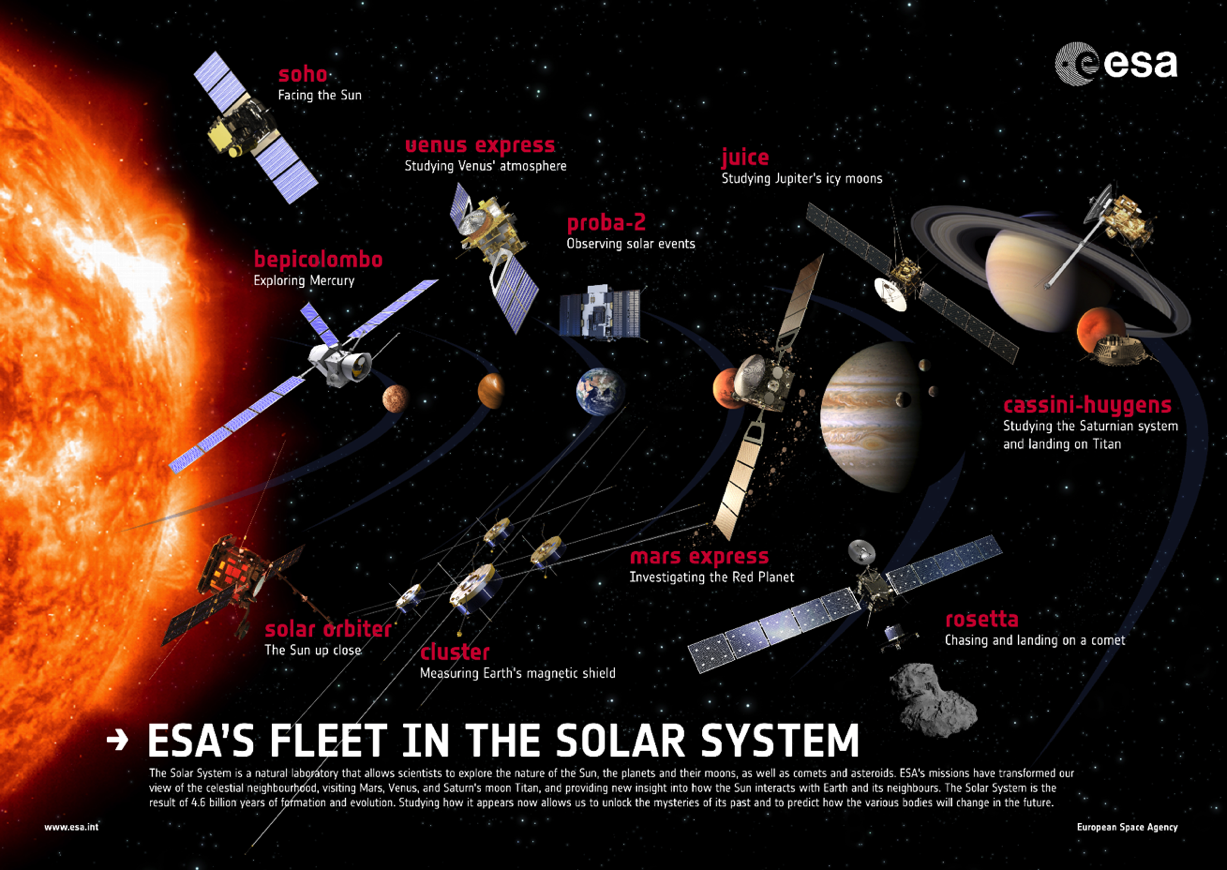 esa
soho
Facing the Sun
venus express
Studying Venus' atmosphere
juice
Studying Jupiter's icy moons
proba-2
Observing solar events
bepicolombo
Exploring Mercury
cassini-huygens
Studying the Saturnian system
and landing on Titan
mars express
Investigating the Red Planet
rosetta
Chasing and landing on a comet
solar orbiter
The Sun up close
cluster
Measuring Earth's magnetic shield
→ ESA'S FLEET IN THE SOLAR SYSTEM
The Solar System is a natural laboratory that allows scientists to explore the nature of the Sun, the planets and their moons, as well as comets and asteroids. ESA's missions have transformed our
view of the celestial neighbourhood, visiting Mars, Venus, and Saturn's moon Titan, and providing new insight into how the Sun interacts with Earth and its neighbours. The Solar System is the
result of 4.6 billion years of formation and evolution. Studying how it appears now allows us to unlock the mysteries of its past and to predict how the various bodies will change in the future.
www.esa.int
European Space Agency